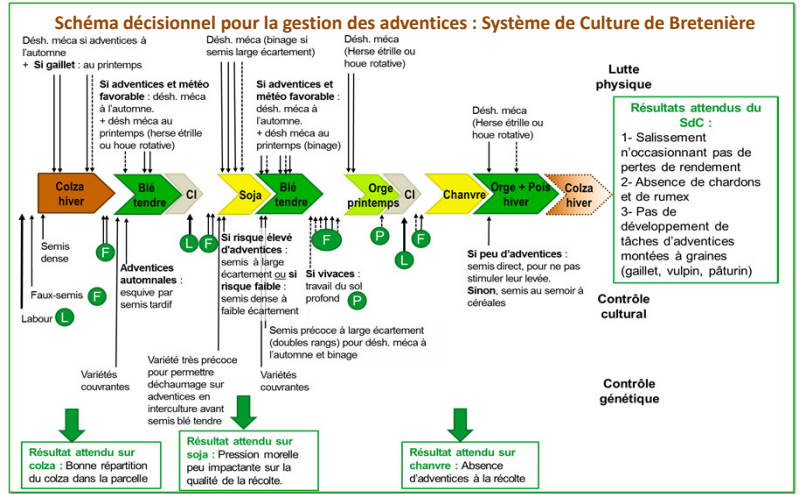 Schéma décisionnel pour la gestion des adventices : Système de Culture de Bretenière
Désh. méca si adventices à
l'automne
+ Si gaillet : au printemps
Désh. méca (binage si
semis large écartement)
Désh. méca
(Herse étrille ou
houe rotative)
Lutte
physique
Si adventices et météo
favorable : désh. méca
à l'automne.
+ désh méca au
printemps (herse étrille
ou houe rotative)
Si adventices et
météo favorable :
désh. méca à
l'automne.
+ désh méca au
printemps (binage)
Désh. méca
(Herse étrille ou
houe rotative)
Résultats attendus du
SdC :
1- Salissement
n'occasionnant pas de
pertes de rendement
2- Absence de chardons
et de rumex
3- Pas de
développement de
tâches d'adventices
montées à graines
(gaillet, vulpin, pâturin)
Colza
hiver
Blé
tendre
CI
Soja
Blé
tendre
Orge
printemps
CI
Chanvre
Orge + Pois
hiver
Colza
hiver
Semis
dense
F
Faux-semis F
Labour L
Adventices
automnales :
esquive par
semis tardif
L
F
Si risque élevé
d'adventices :
semis à large
écartement ou si
risque faible :
semis dense à
faible écartement
F
Si vivaces :
travail du sol
profond P
P
L
F
Si peu d'adventices :
semis direct, pour ne pas
stimuler leur levée.
Sinon, semis au semoir à
céréales
Contrôle
cultural
Semis précoce à large écartement
(doubles rangs) pour désh. méca à
l'automne et binage
Variétés
couvrantes
Variété très précoce
pour permettre
déchaumage sur
adventices en
interculture avant
semis blé tendre
Variétés
couvrantes
Contrôle
génétique
Résultat attendu sur
colza : Bonne répartition
du colza dans la parcelle
Résultat attendu sur
soja : Pression morelle
peu impactante sur la
qualité de la récolte.
Résultat attendu sur
chanvre : Absence
d'adventices à la récolte